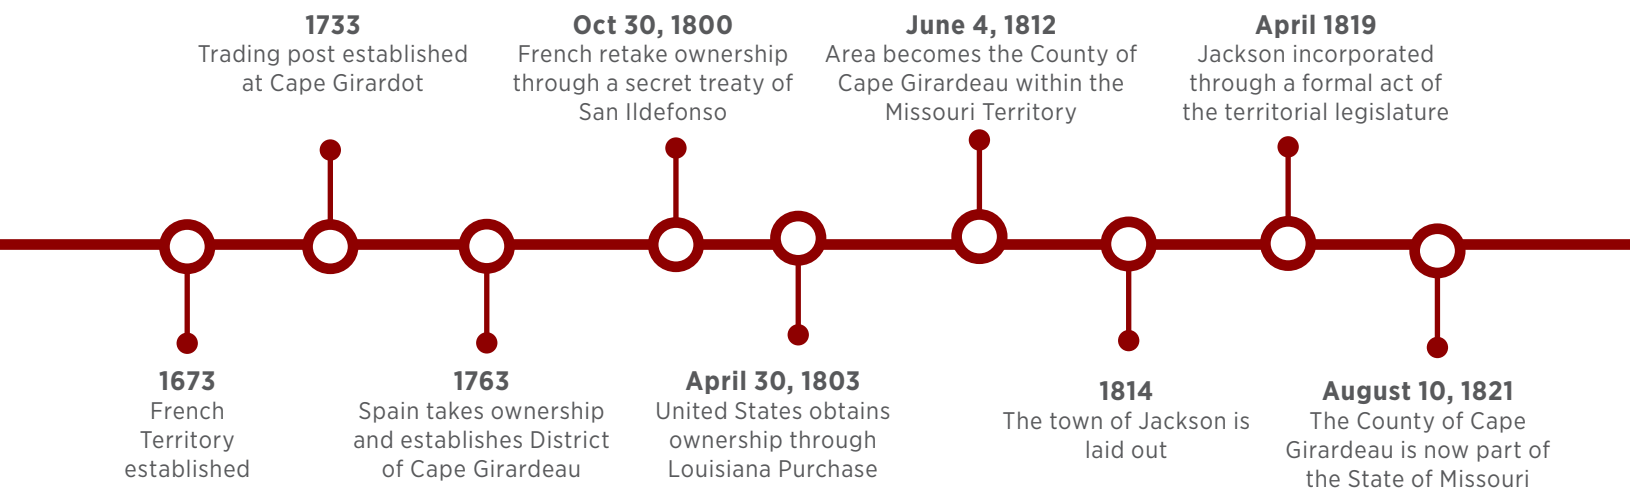 1733
Trading post established
at Cape Girardot
Oct 30, 1800
French retake ownership
through a secret treaty of
San Ildefonso
June 4, 1812
Area becomes the County of
Cape Girardeau within the
Missouri Territory
April 1819
Jackson incorporated
through a formal act of
the territorial legislature
1673
French
Territory
established
1763
Spain takes ownership
and establishes District
of Cape Girardeau
April 30, 1803
United States obtains
ownership through
Louisiana Purchase
1814
The town of Jackson is
laid out
August 10, 1821
The County of Cape
Girardeau is now part of
the State of Missouri